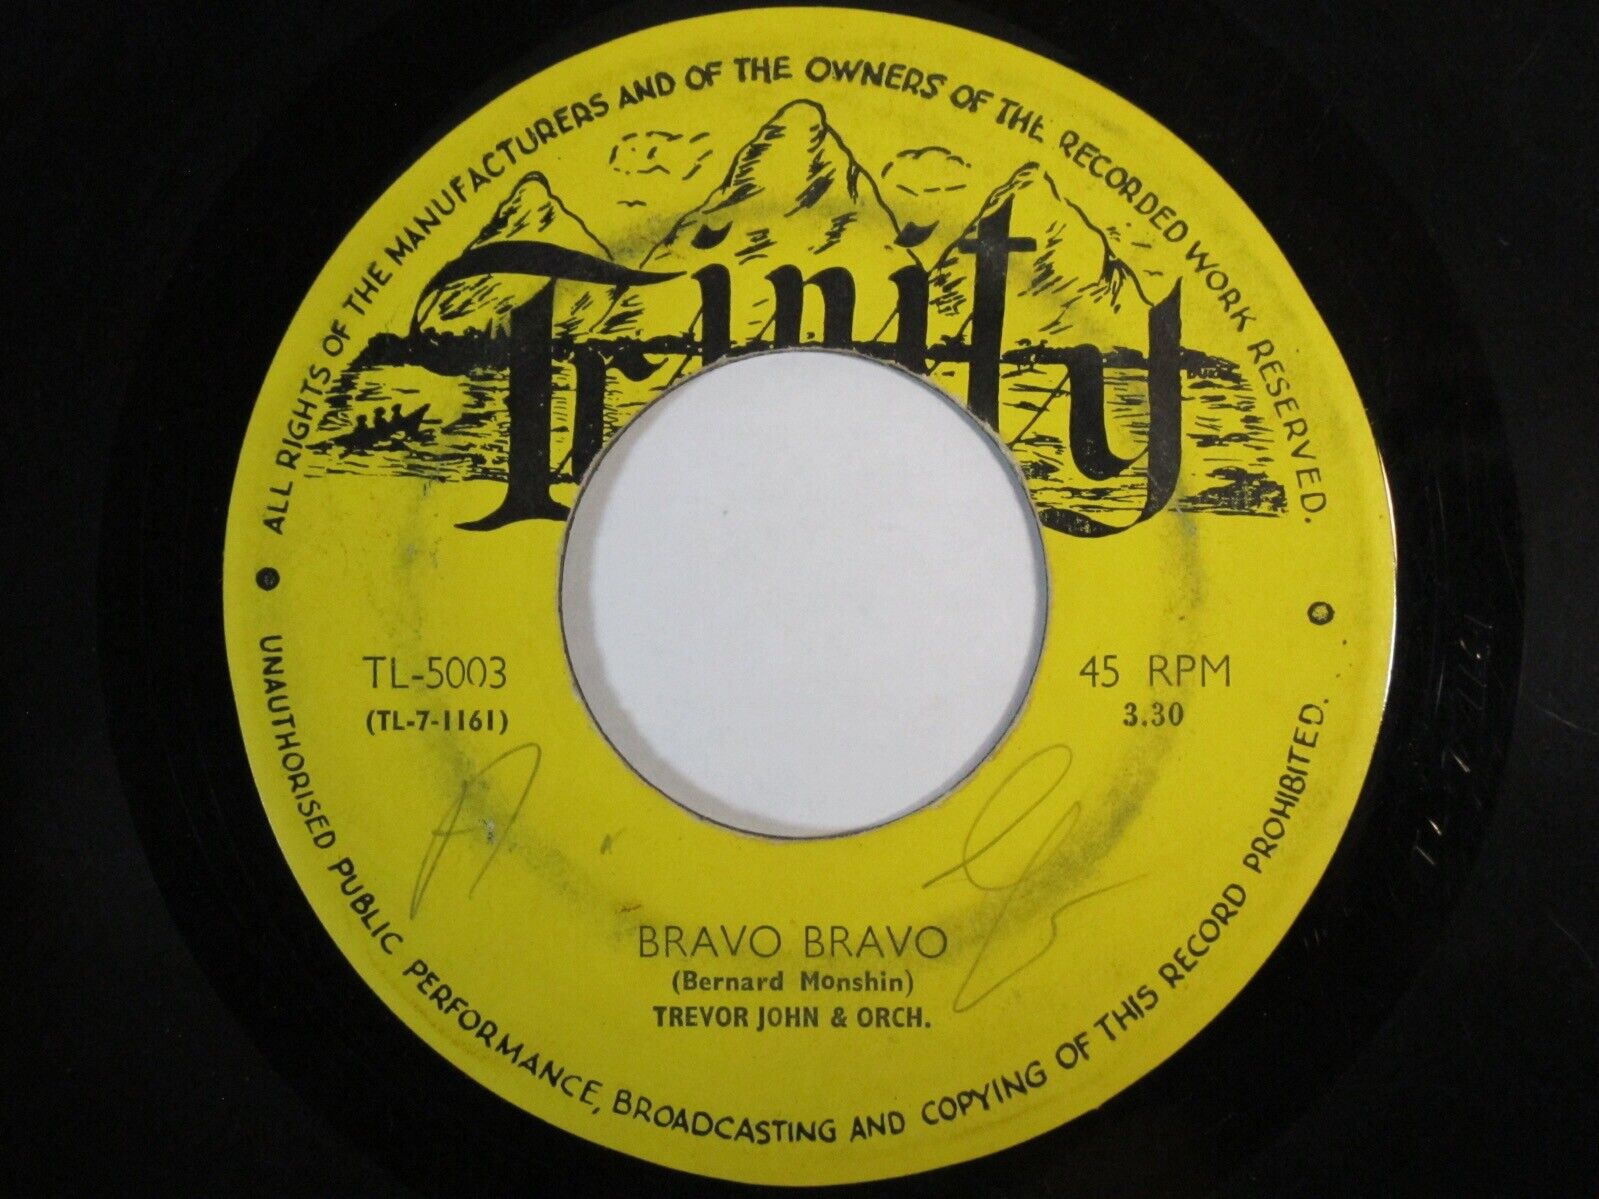 ALL RIGHTS OF THE MANUFACTURERS AND OF THE OWNERS OF THE RECORDED WORK RESERVED.
Trinity
TL-5003
(TL-7-1161)
45 RPM
3.30
BRAVO BRAVO
(Bernard Monshin)
TREVOR JOHN & ORCH.
UNAUTHORISED PUBLIC PERFORMANCE, BROADCASTING AND COPYING OF THIS RECORD PROHIBITED.